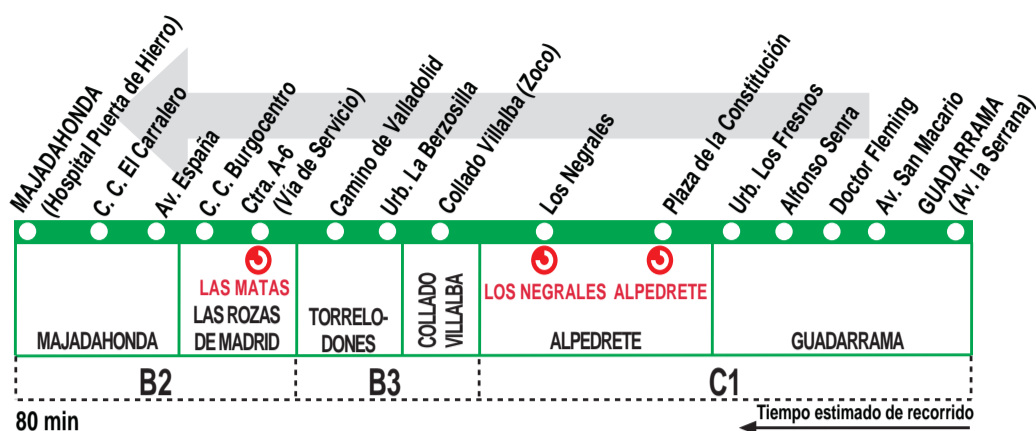 MAJADAHONDA
(Hospital Puerta de Hierro)
C. C. El Carralero
Av. España
C. C. Burgocentro
Ctra. A-6
(Vía de Servicio)
Camino de Valladolid
Urb. La Berzosilla
Collado Villalba (Zoco)
Los Negrales
Plaza de la Constitución
Urb. Los Fresnos
Alfonso Senra
Doctor Fleming
Av. San Macario
GUADARRAMA
(Av. la Serrana)
LAS MATAS
LOS NEGRALES
ALPEDRETE
MAJADAHONDA
LAS ROZAS
DE MADRID
TORRELO-
DONES
COLLADO
VILLALBA
ALPEDRETE
GUADARRAMA
B2
B3
C1
80 min
Tiempo estimado de recorrido